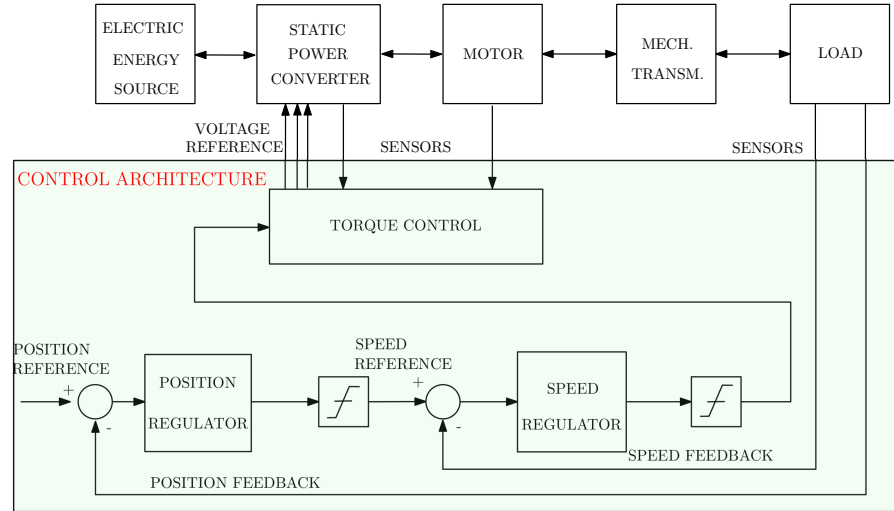 ELECTRIC
ENERGY
SOURCE
STATIC
POWER
CONVERTER
MOTOR
MECH.
TRANSM.
LOAD
VOLTAGE
REFERENCE
SENSORS
SENSORS
CONTROL ARCHITECTURE
TORQUE CONTROL
POSITION
REFERENCE
+
-
POSITION
REGULATOR
SPEED
REFERENCE
+
-
SPEED
REGULATOR
SPEED FEEDBACK
POSITION FEEDBACK